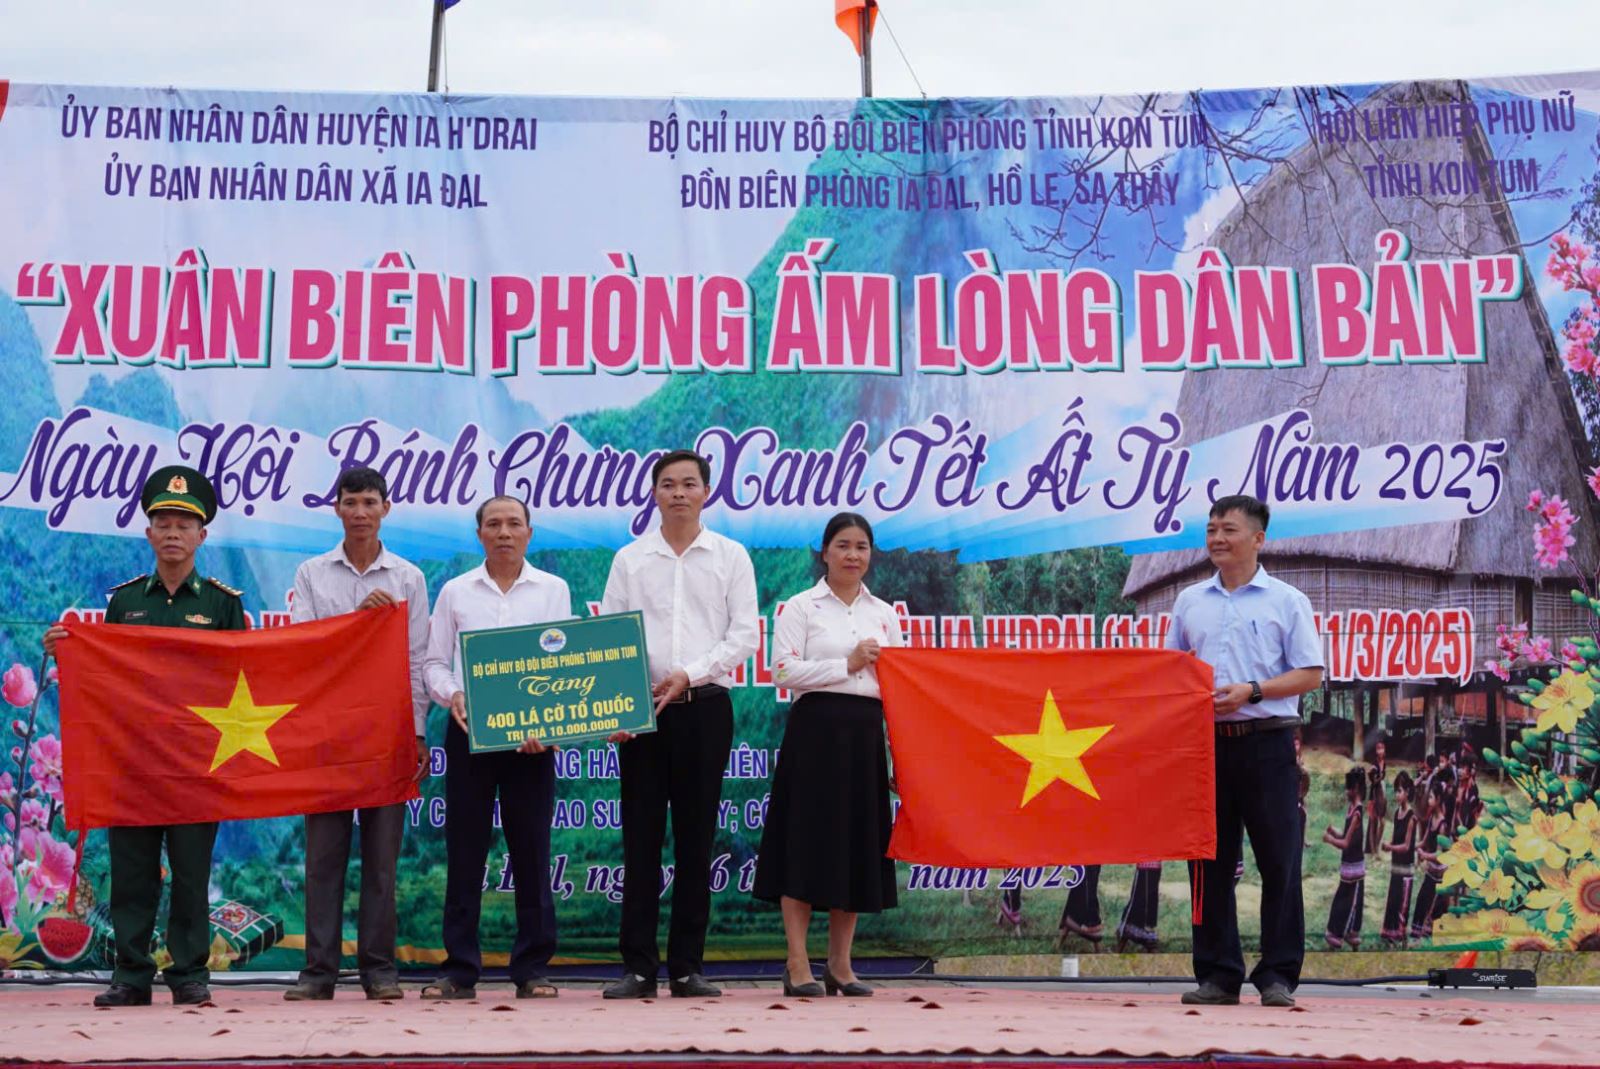 ỦY BAN NHÂN DÂN HUYỆN IA H'DRAI
ỦY BAN NHÂN DÂN XÃ IA ĐAL
BỘ CHỈ HUY BỘ ĐỘI BIÊN PHÒNG TỈNH KON TUM
ĐỒN BIÊN PHÒNG IA ĐAL, HỒ LE, SA THẦY
HỘI LIÊN HIỆP PHỤ NỮ
TỈNH KON TUM
“XUÂN BIÊN PHÒNG ẤM LÒNG DÂN BẢN”
Ngày Hội Bánh Chưng Xanh Tết Ất Tỵ Năm 2025
IA H'DRAI (11/ 11/3/2025)
BỘ CHỈ HUY BỘ ĐỘI BIÊN PHÒNG TỈNH KON TUM
Tặng
400 LÁ CỜ TỔ QUỐC
TRỊ GIÁ 10.000.000Đ
LIÊN
CAO SU
năm 2025
SUNRISE